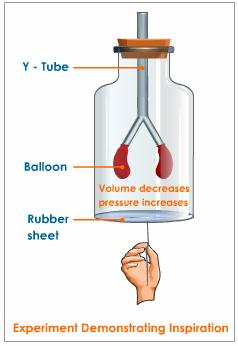 Y - Tube
Balloon
Volume decreases
pressure increases
Rubber
sheet
Experiment Demonstrating Inspiration